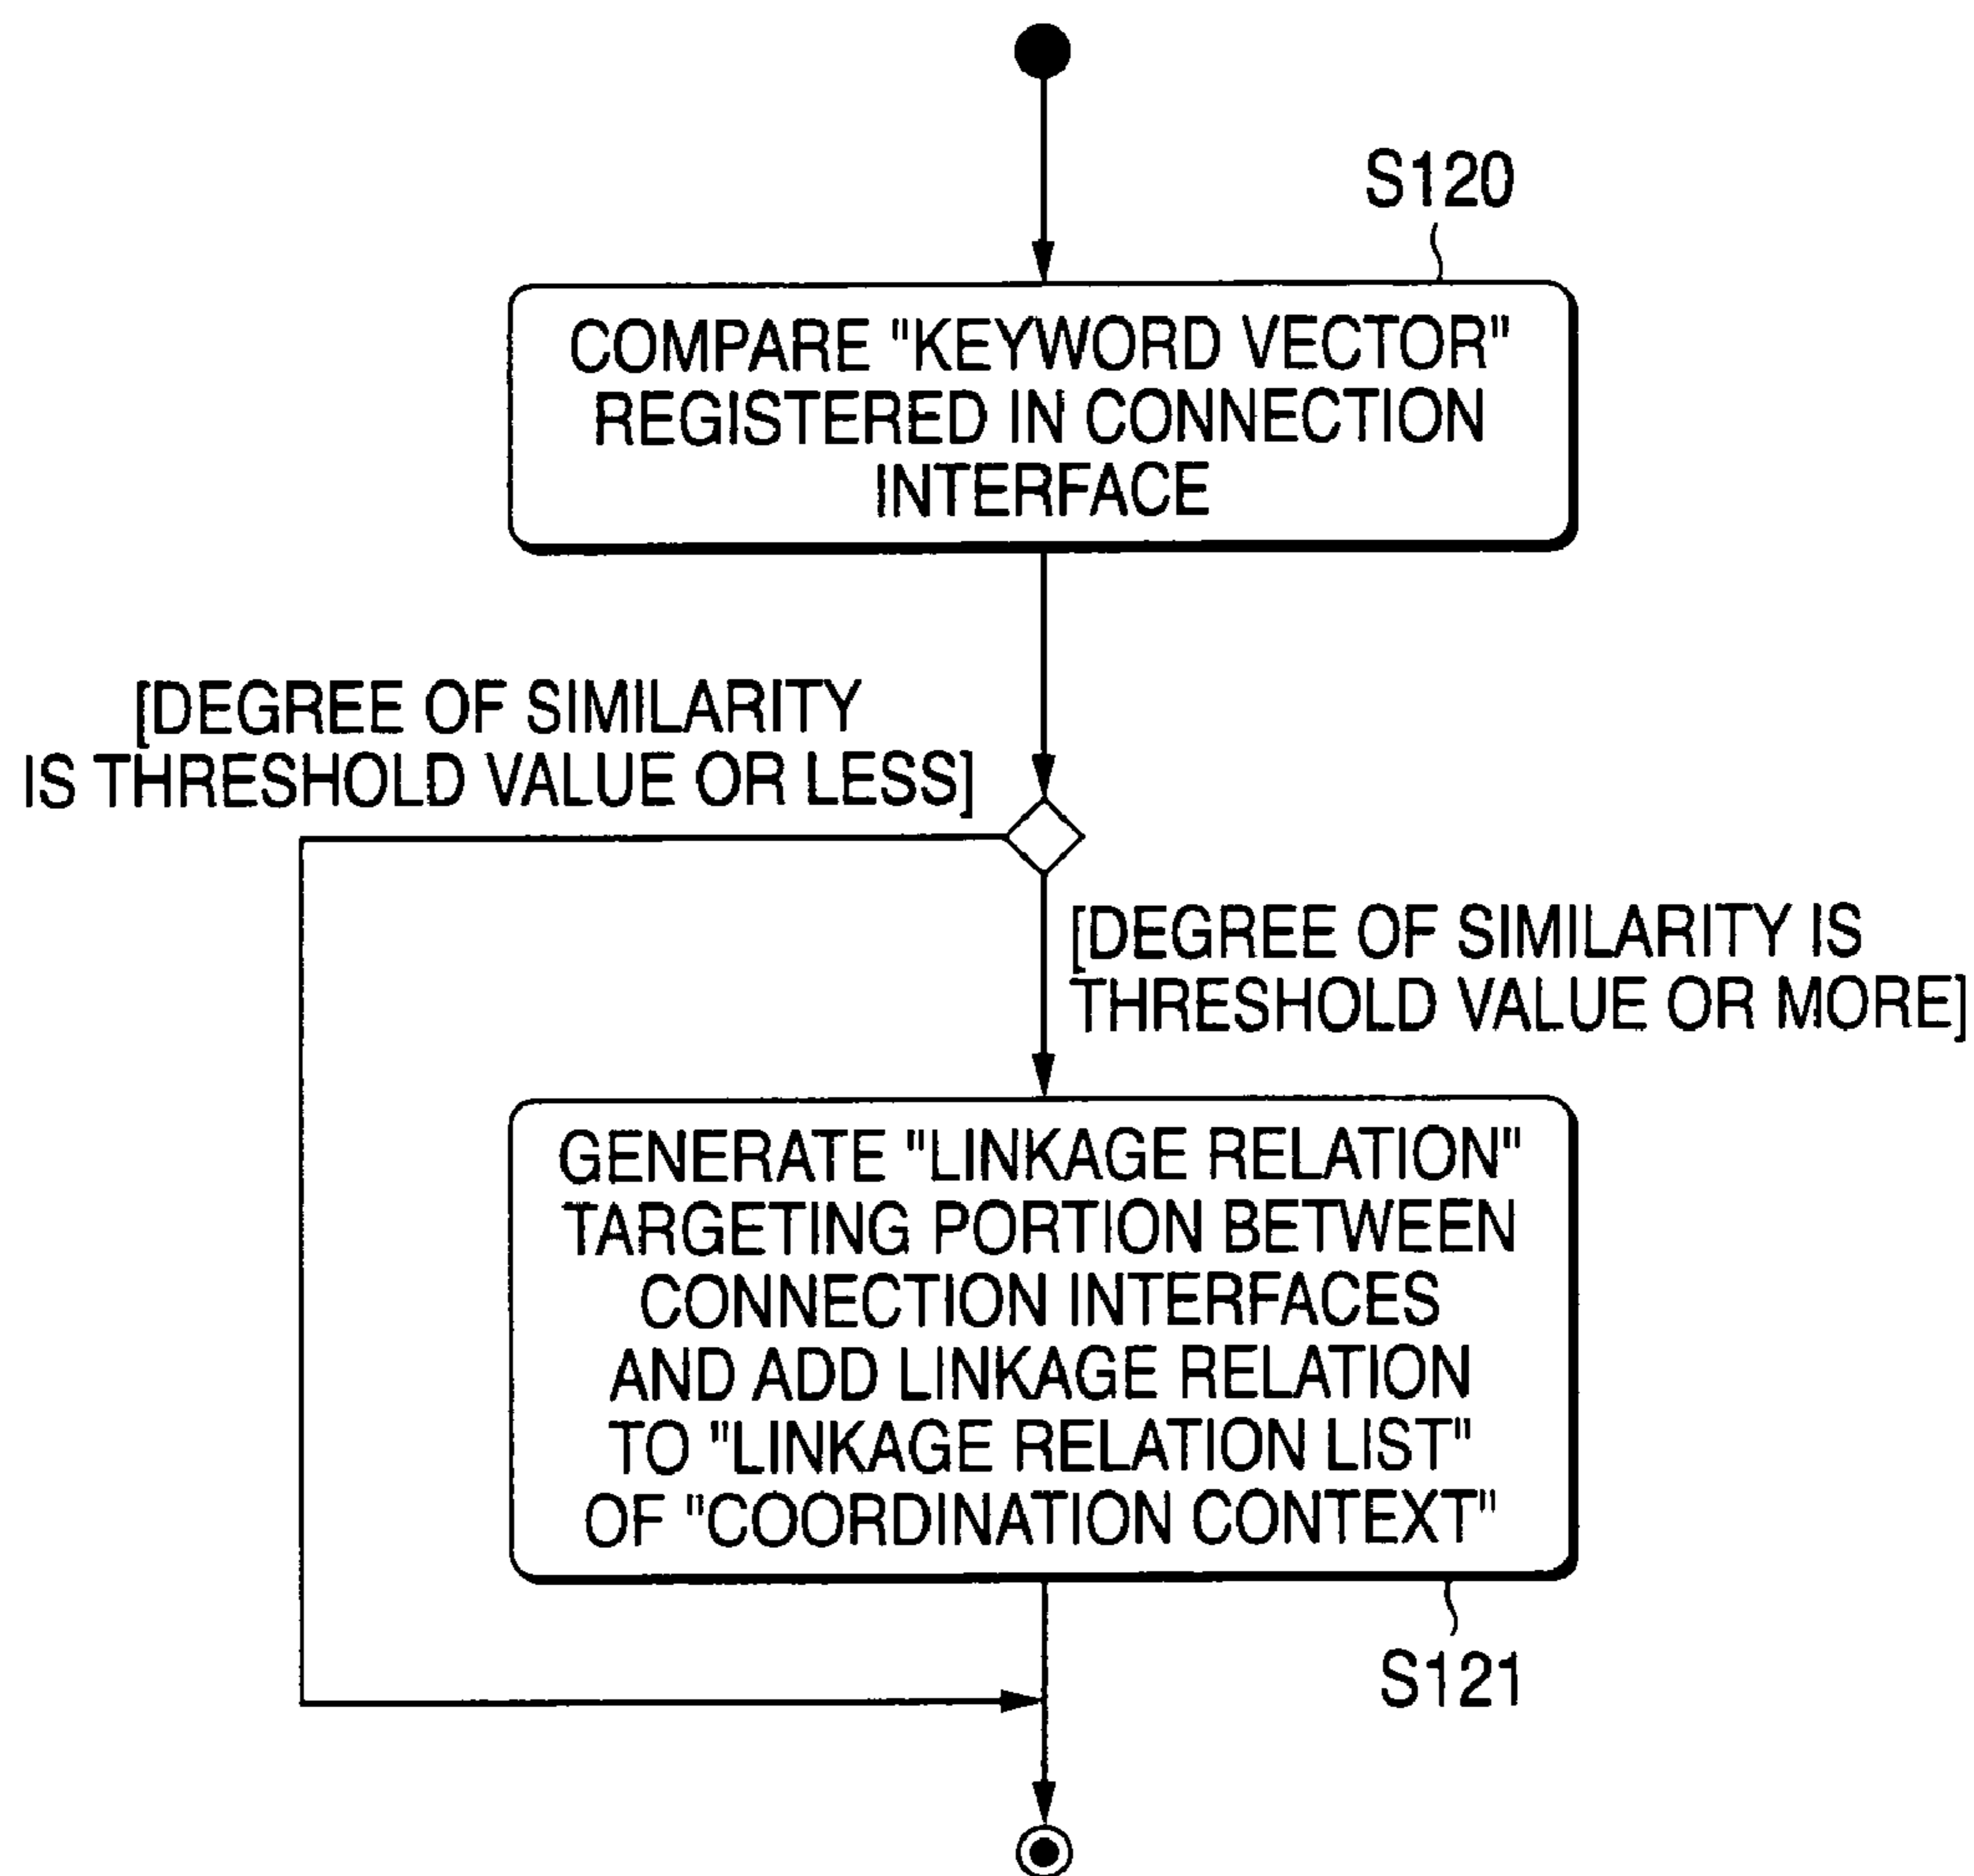 S120
COMPARE "KEYWORD VECTOR"
REGISTERED IN CONNECTION
INTERFACE
[DEGREE OF SIMILARITY
IS THRESHOLD VALUE OR LESS]
[DEGREE OF SIMILARITY IS
THRESHOLD VALUE OR MORE]
GENERATE "LINKAGE RELATION"
TARGETING PORTION BETWEEN
CONNECTION INTERFACES
AND ADD LINKAGE RELATION
TO "LINKAGE RELATION LIST"
OF "COORDINATION CONTEXT"
S121